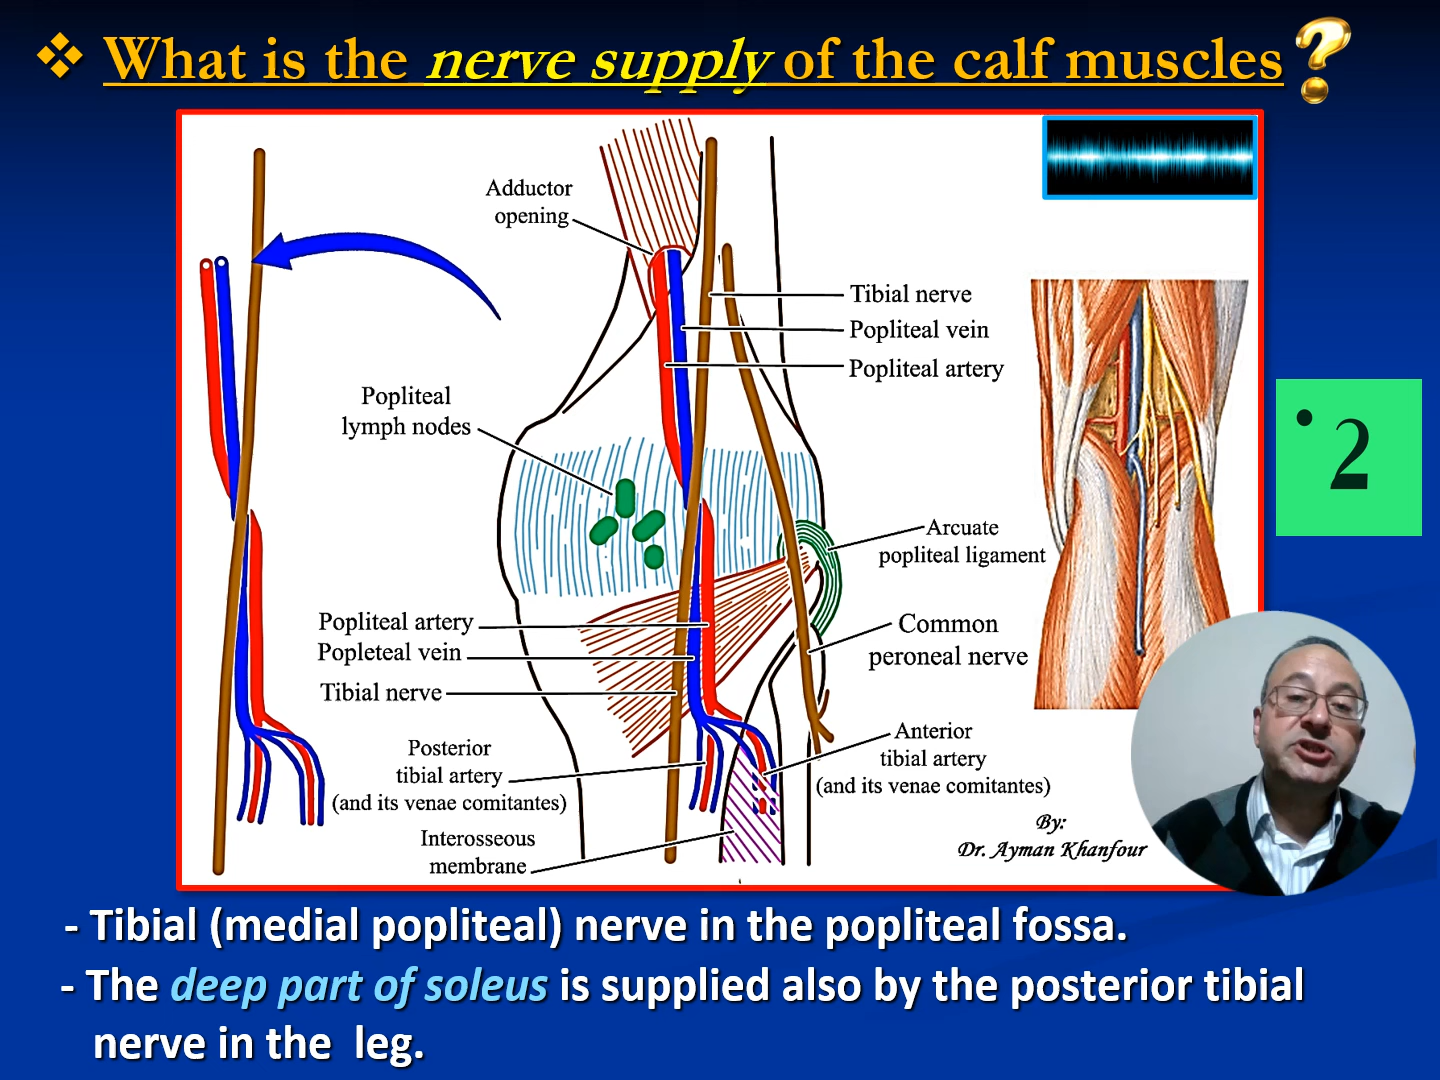 ❖ What is the nerve supply of the calf muscles?
Adductor
opening
Tibial nerve
Popliteal vein
Popliteal artery
Popliteal
lymph nodes
• 2
Arcuate
popliteal ligament
Popliteal artery
Popleteal vein
Tibial nerve
Common
peroneal nerve
Posterior
tibial artery
(and its venae comitantes)
Anterior
tibial artery
(and its venae comitantes)
Interosseous
membrane
By:
Dr. Ayman Khanfour
- Tibial (medial popliteal) nerve in the popliteal fossa.
- The deep part of soleus is supplied also by the posterior tibial
nerve in the leg.